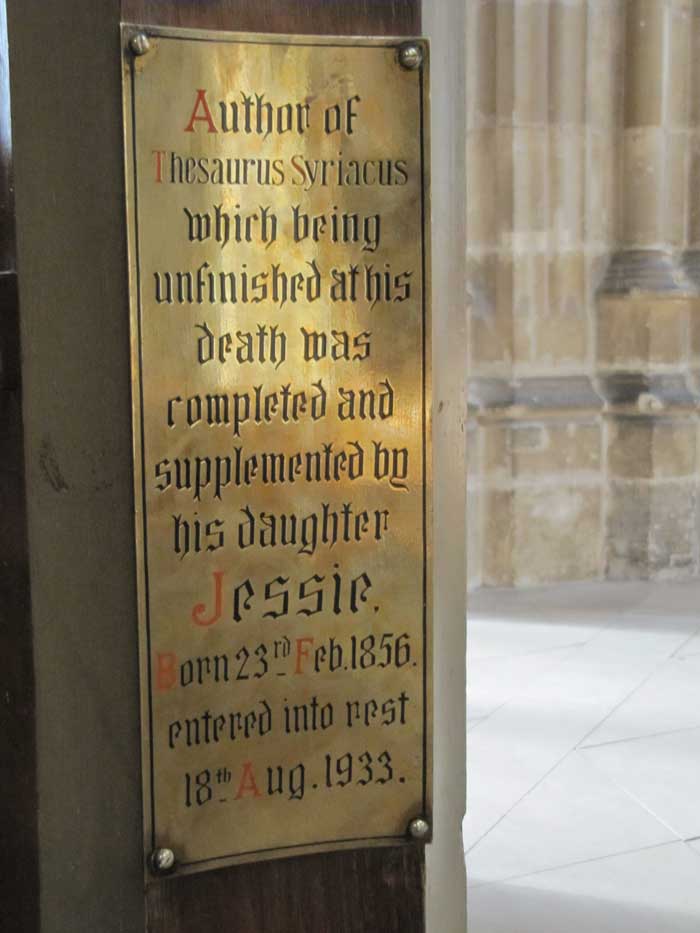 Author of
Thesaurus Syriacus
which being
unfinished at his
death was
completed and
supplemented by
his daughter
Jessie.
Born 23rd Feb. 1856.
entered into rest
18th Aug. 1933.